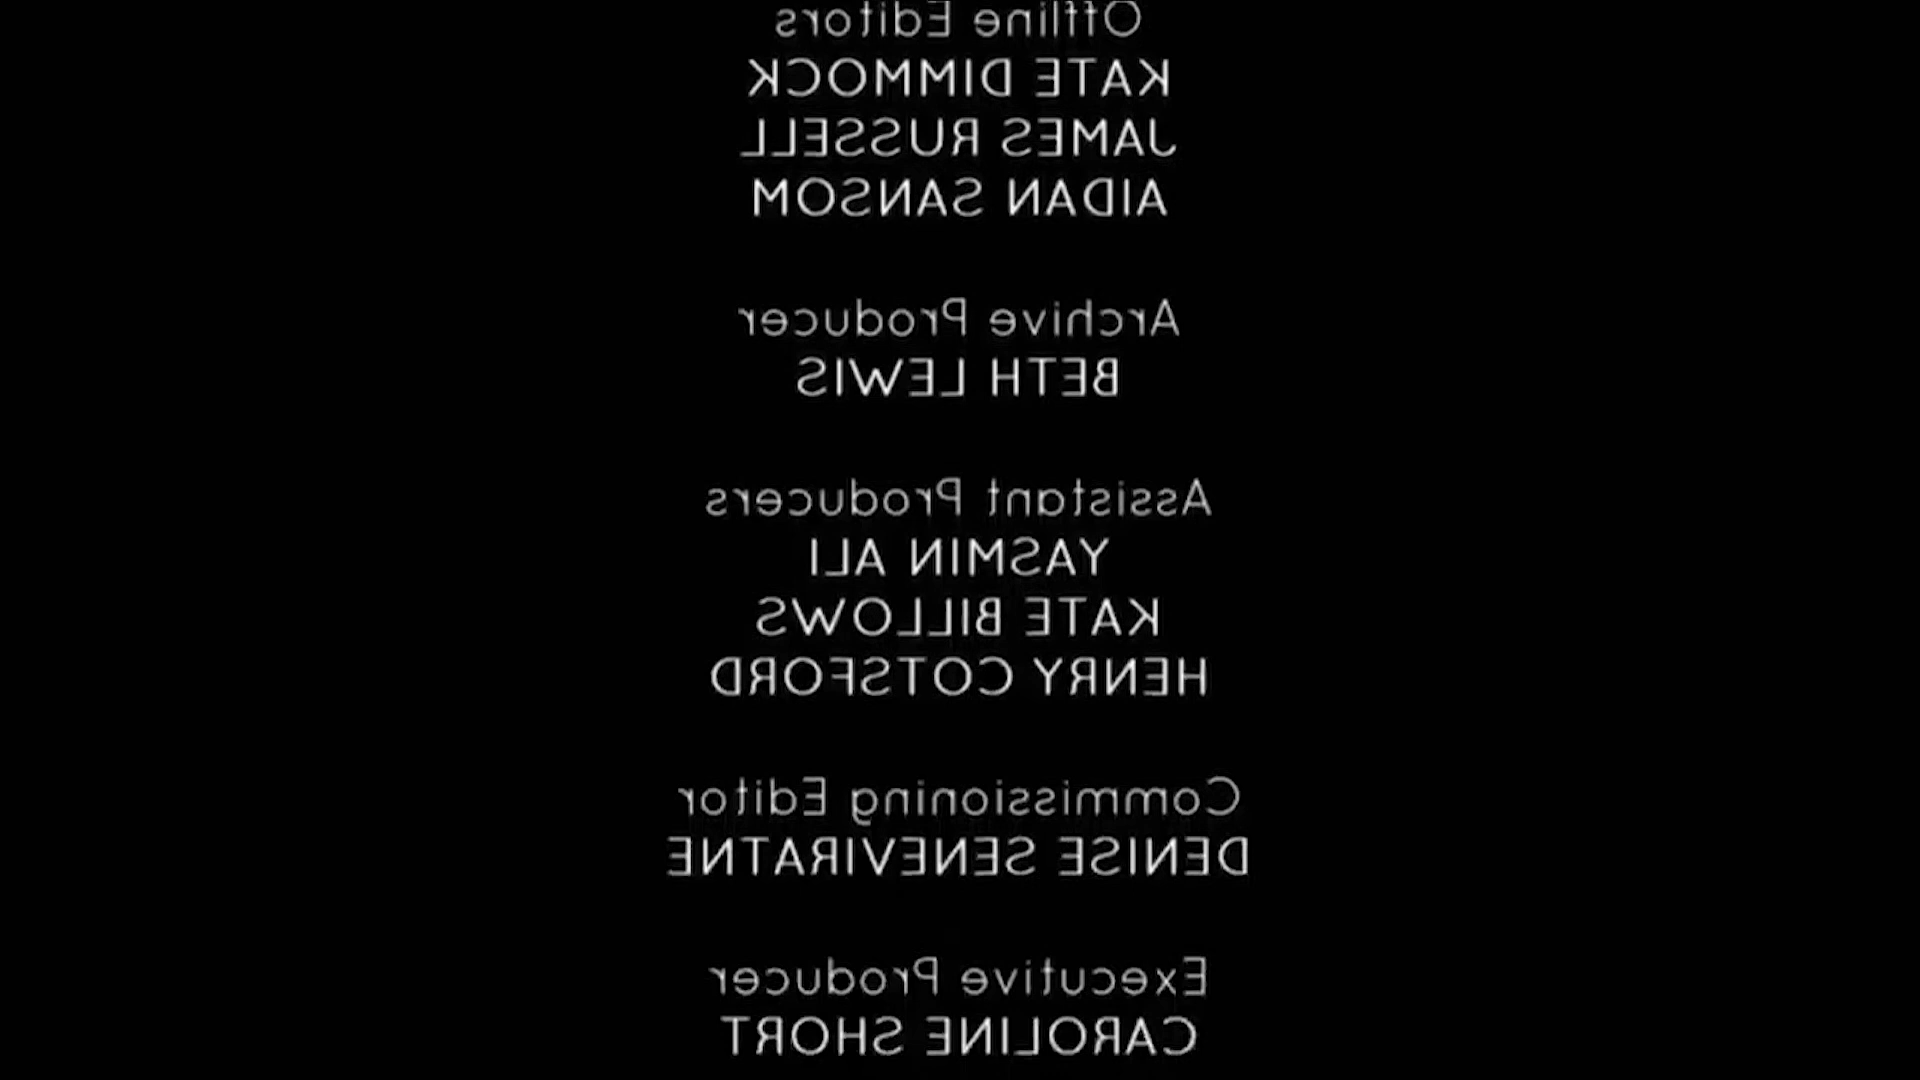 Offline Editors
KATE DIMMOCK
JAMES RUSSELL
AIDAN SANSOM
Archive Producer
BETH LEWIS
Assistant Producers
YASMIN ALI
KATE BILLOWS
HENRY COTSFORD
Commissioning Editor
DENISE SENEVIRATNE
Executive Producer
CAROLINE SHORT